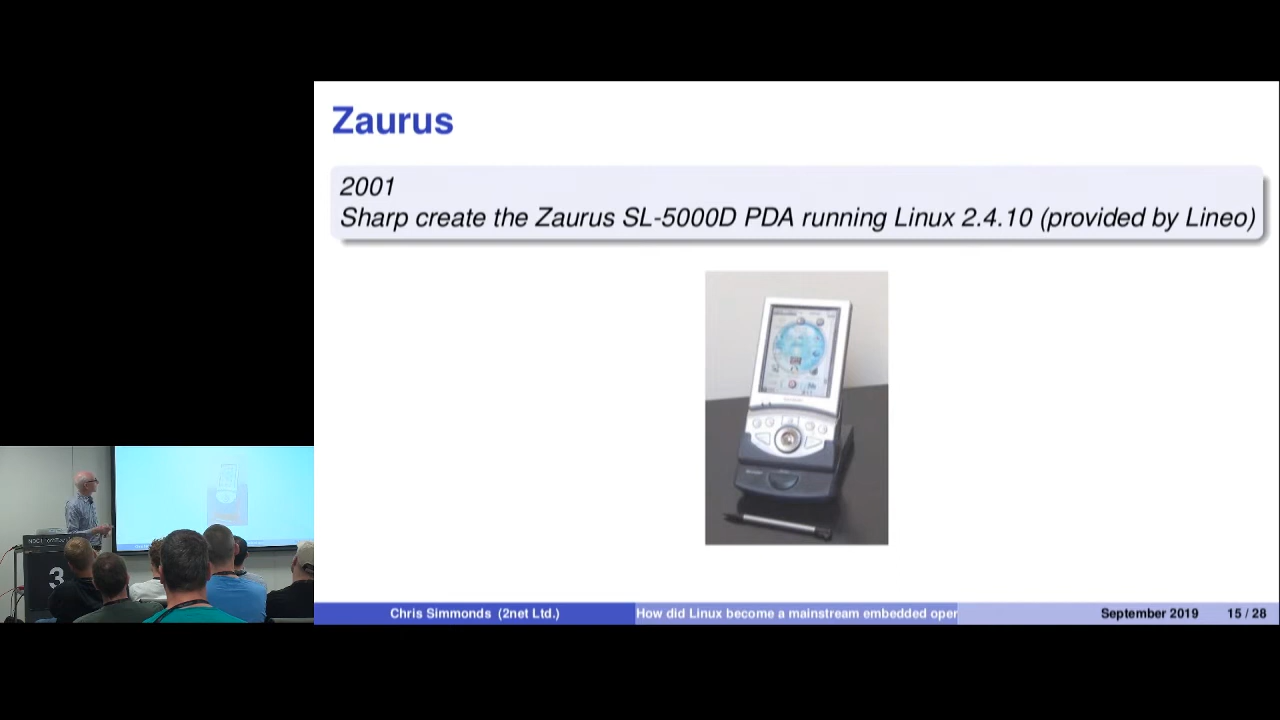 Zaurus
2001
Sharp create the Zaurus SL-5000D PDA running Linux 2.4.10 (provided by Lineo)
3
Chris Simmonds (2net Ltd.)
How did Linux become a mainstream embedded oper
September 2019
15 / 28